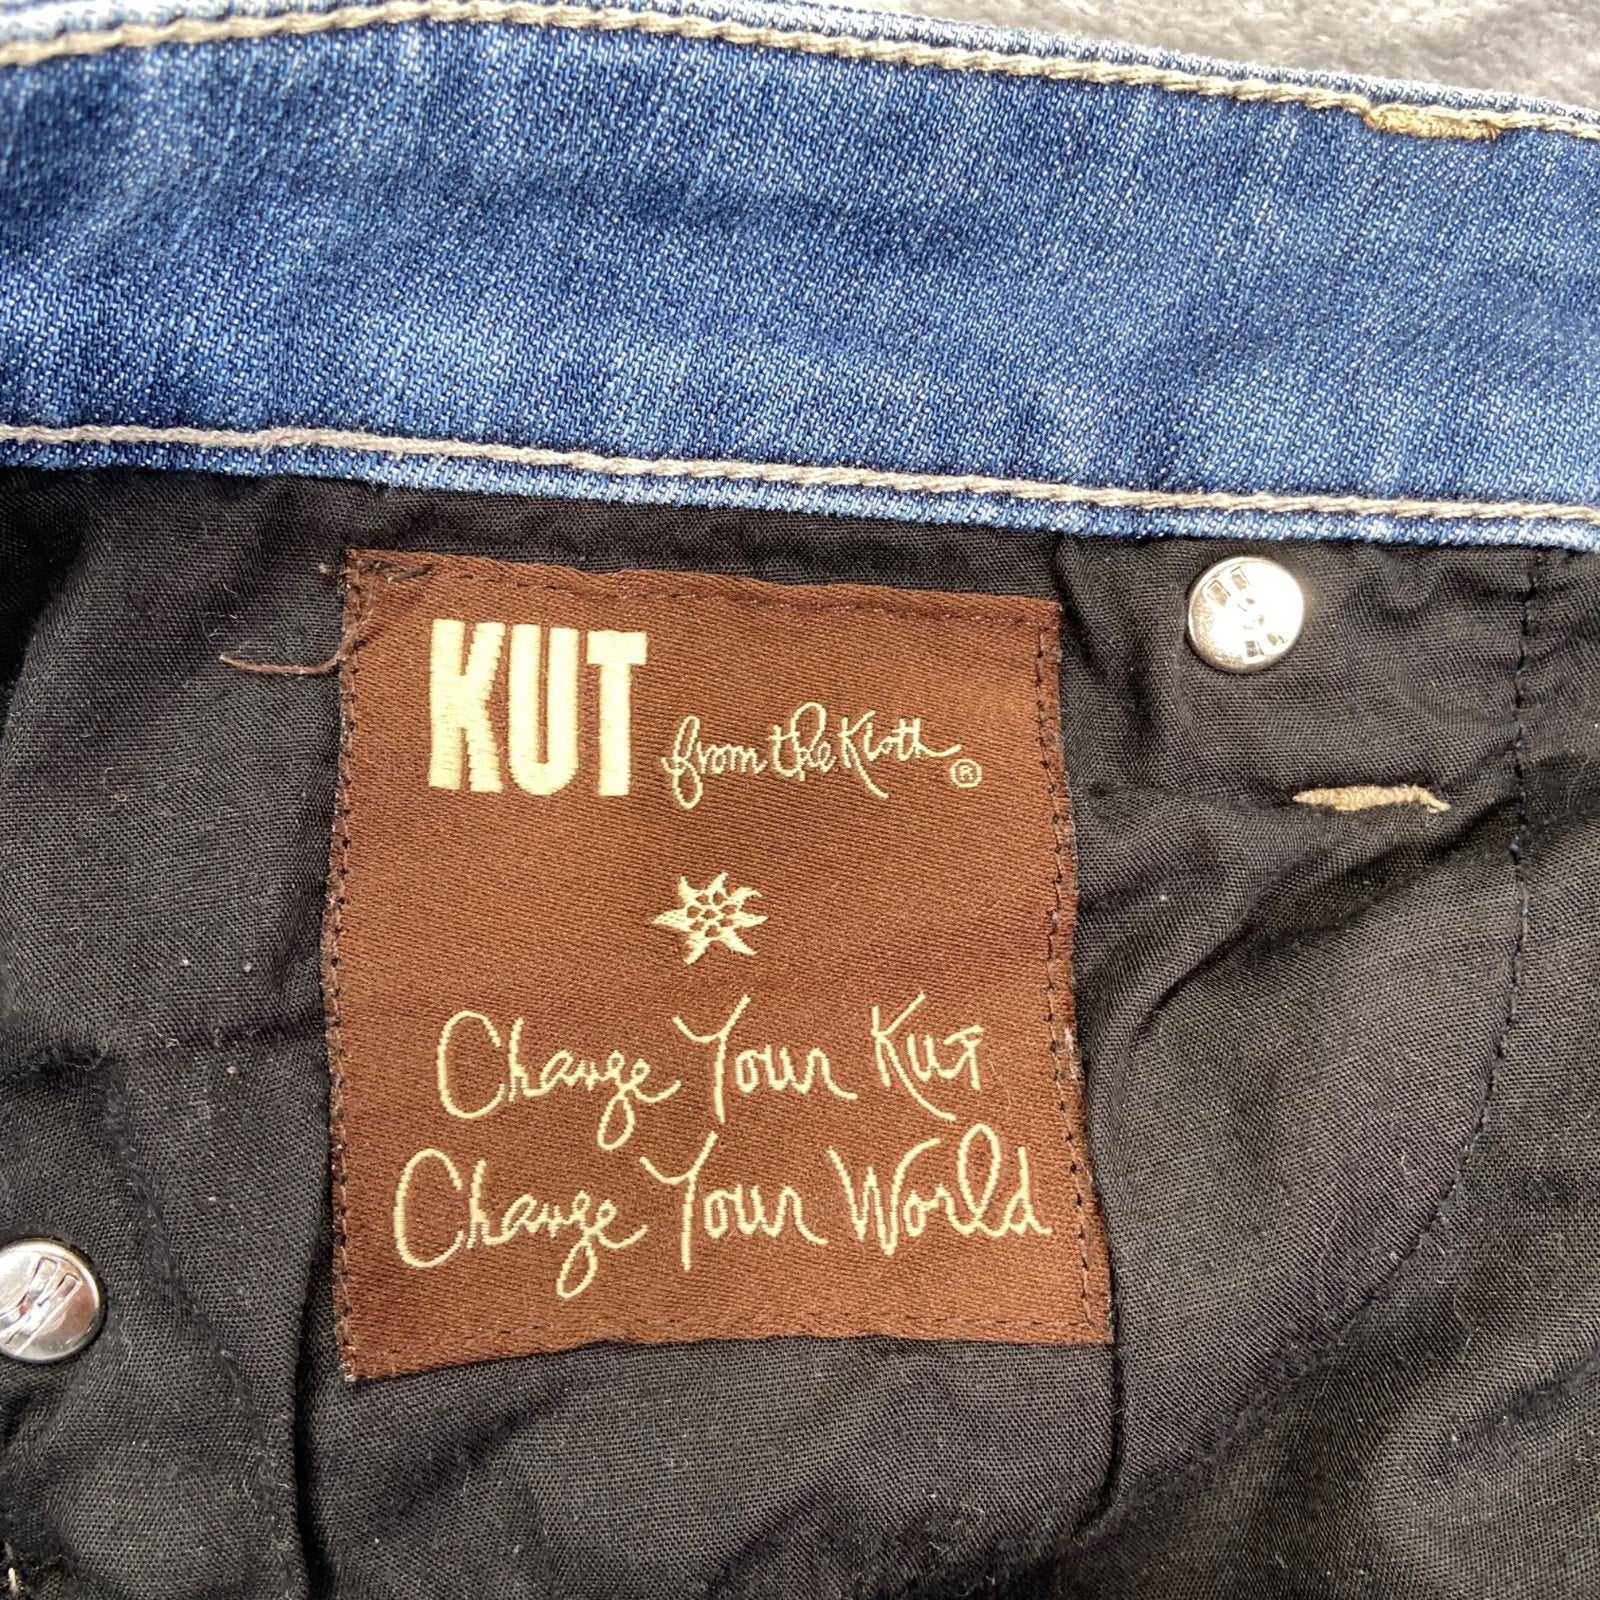 KUT from the Kloth ®
Change Your Kut
Change Your World